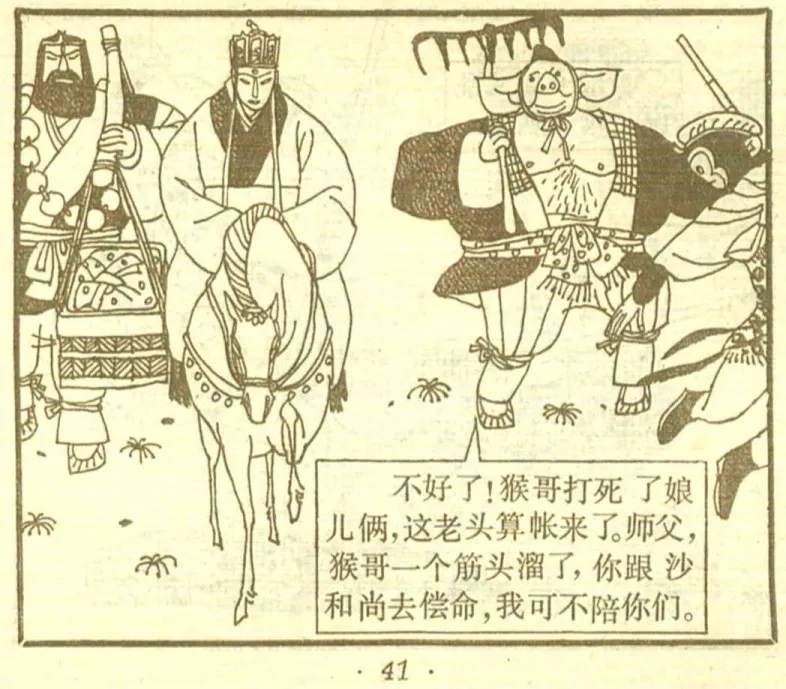 不好了！猴哥打死了娘
儿俩，这老头算帐来了。师父，
猴哥一个筋头溜了，你跟沙
和尚去偿命，我可不陪你们。
· 41 ·